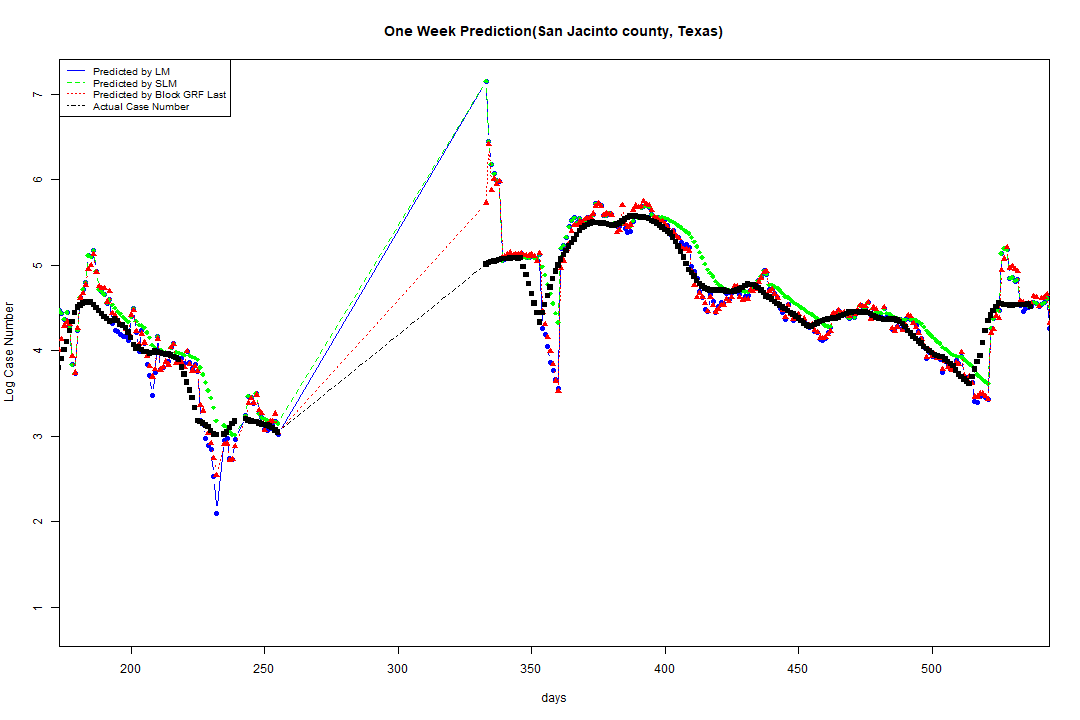 One Week Prediction(San Jacinto county, Texas)
Predicted by LM
Predicted by SLM
Predicted by Block GRF Last
Actual Case Number
7
6
5
4
3
2
1
Log Case Number
200 250 300 350 400 450 500
days